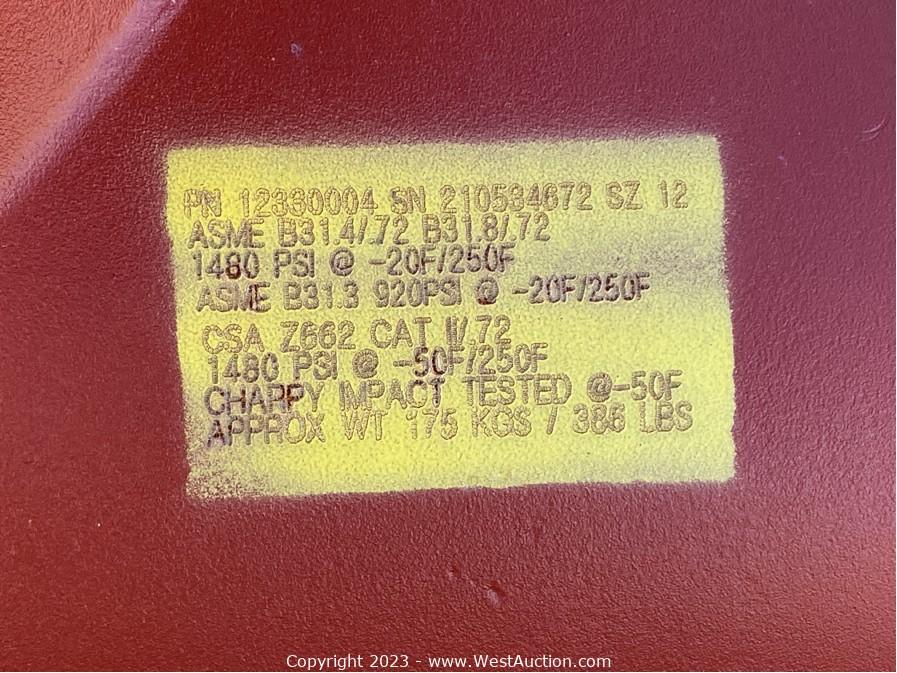 PN 12330004 SN 210534672 SZ 12
ASME B31.4/.72 B31.8/.72
1480 PSI @ -20F/250F
ASME B31.3 920PSI @ -20F/250F
CSA Z662 CAT II/.72
1480 PSI @ -50F/250F
CHARPY IMPACT TESTED @-50F
APPROX WT 175 KGS / 386 LBS
Copyright 2023 - www.WestAuction.com